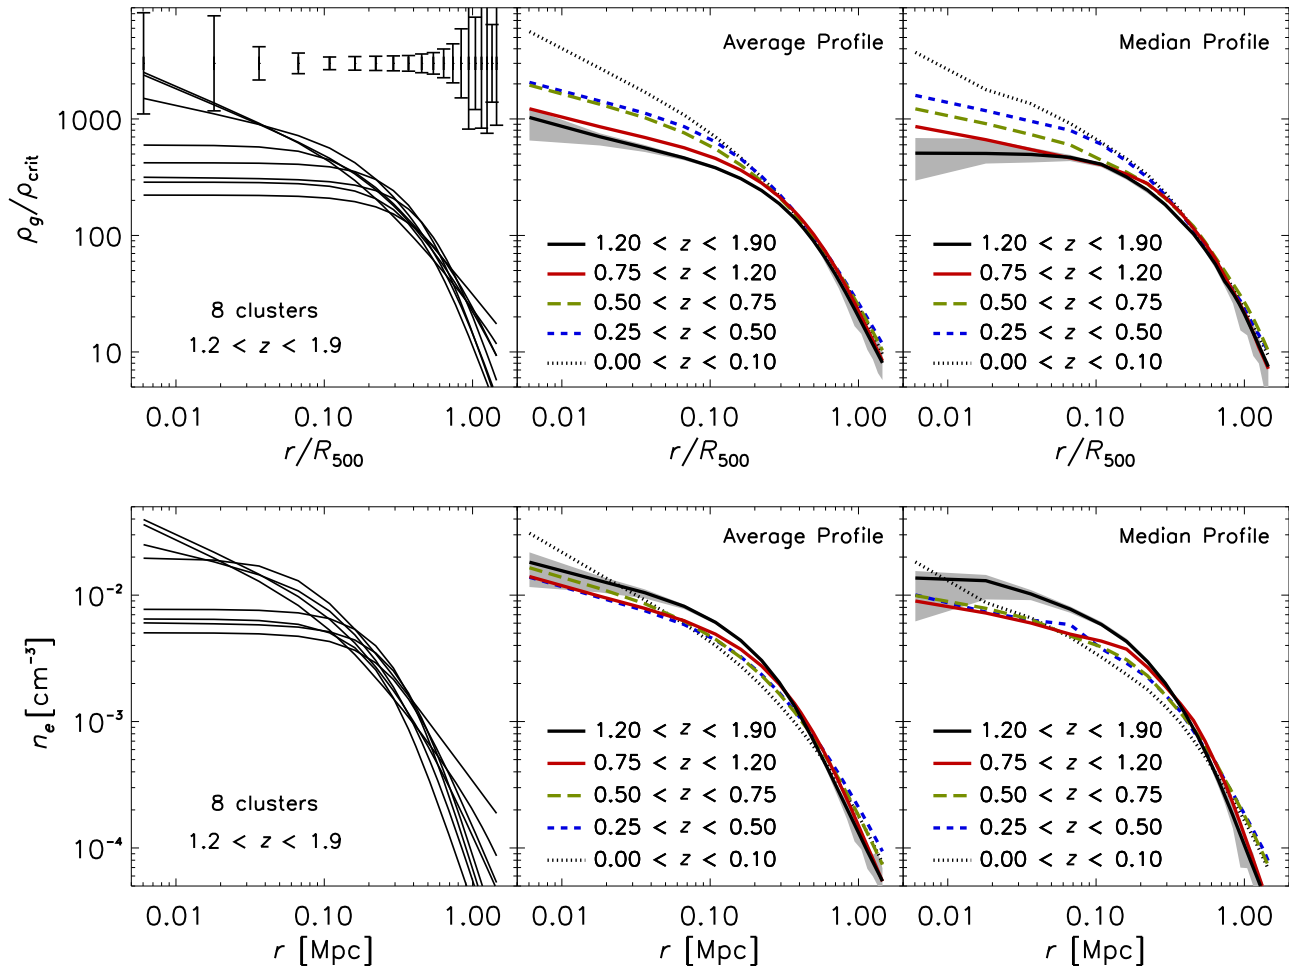 Average Profile
Median Profile
1000
100
10
ρg/ρcrit
8 clusters
1.2 < z < 1.9
1.20 < z < 1.90
0.75 < z < 1.20
0.50 < z < 0.75
0.25 < z < 0.50
0.00 < z < 0.10
1.20 < z < 1.90
0.75 < z < 1.20
0.50 < z < 0.75
0.25 < z < 0.50
0.00 < z < 0.10
0.01 0.10 1.00
0.01 0.10 1.00
0.01 0.10 1.00
r/R500
r/R500
r/R500
Average Profile
Median Profile
10⁻²
10⁻³
10⁻⁴
ne[cm⁻³]
8 clusters
1.2 < z < 1.9
1.20 < z < 1.90
0.75 < z < 1.20
0.50 < z < 0.75
0.25 < z < 0.50
0.00 < z < 0.10
1.20 < z < 1.90
0.75 < z < 1.20
0.50 < z < 0.75
0.25 < z < 0.50
0.00 < z < 0.10
0.01 0.10 1.00
0.01 0.10 1.00
0.01 0.10 1.00
r [Mpc]
r [Mpc]
r [Mpc]